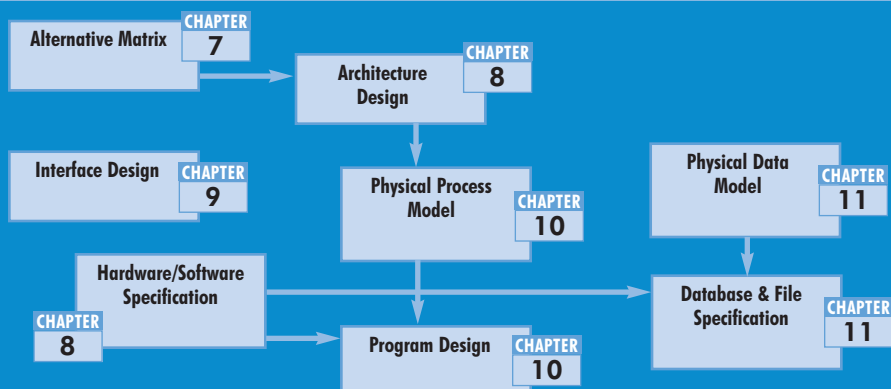 Alternative Matrix
CHAPTER
7
Architecture
Design
CHAPTER
8
Interface Design
CHAPTER
9
Physical Process
Model
CHAPTER
10
Physical Data
Model
CHAPTER
11
Hardware/Software
Specification
CHAPTER
8
Database & File
Specification
CHAPTER
11
Program Design
CHAPTER
10